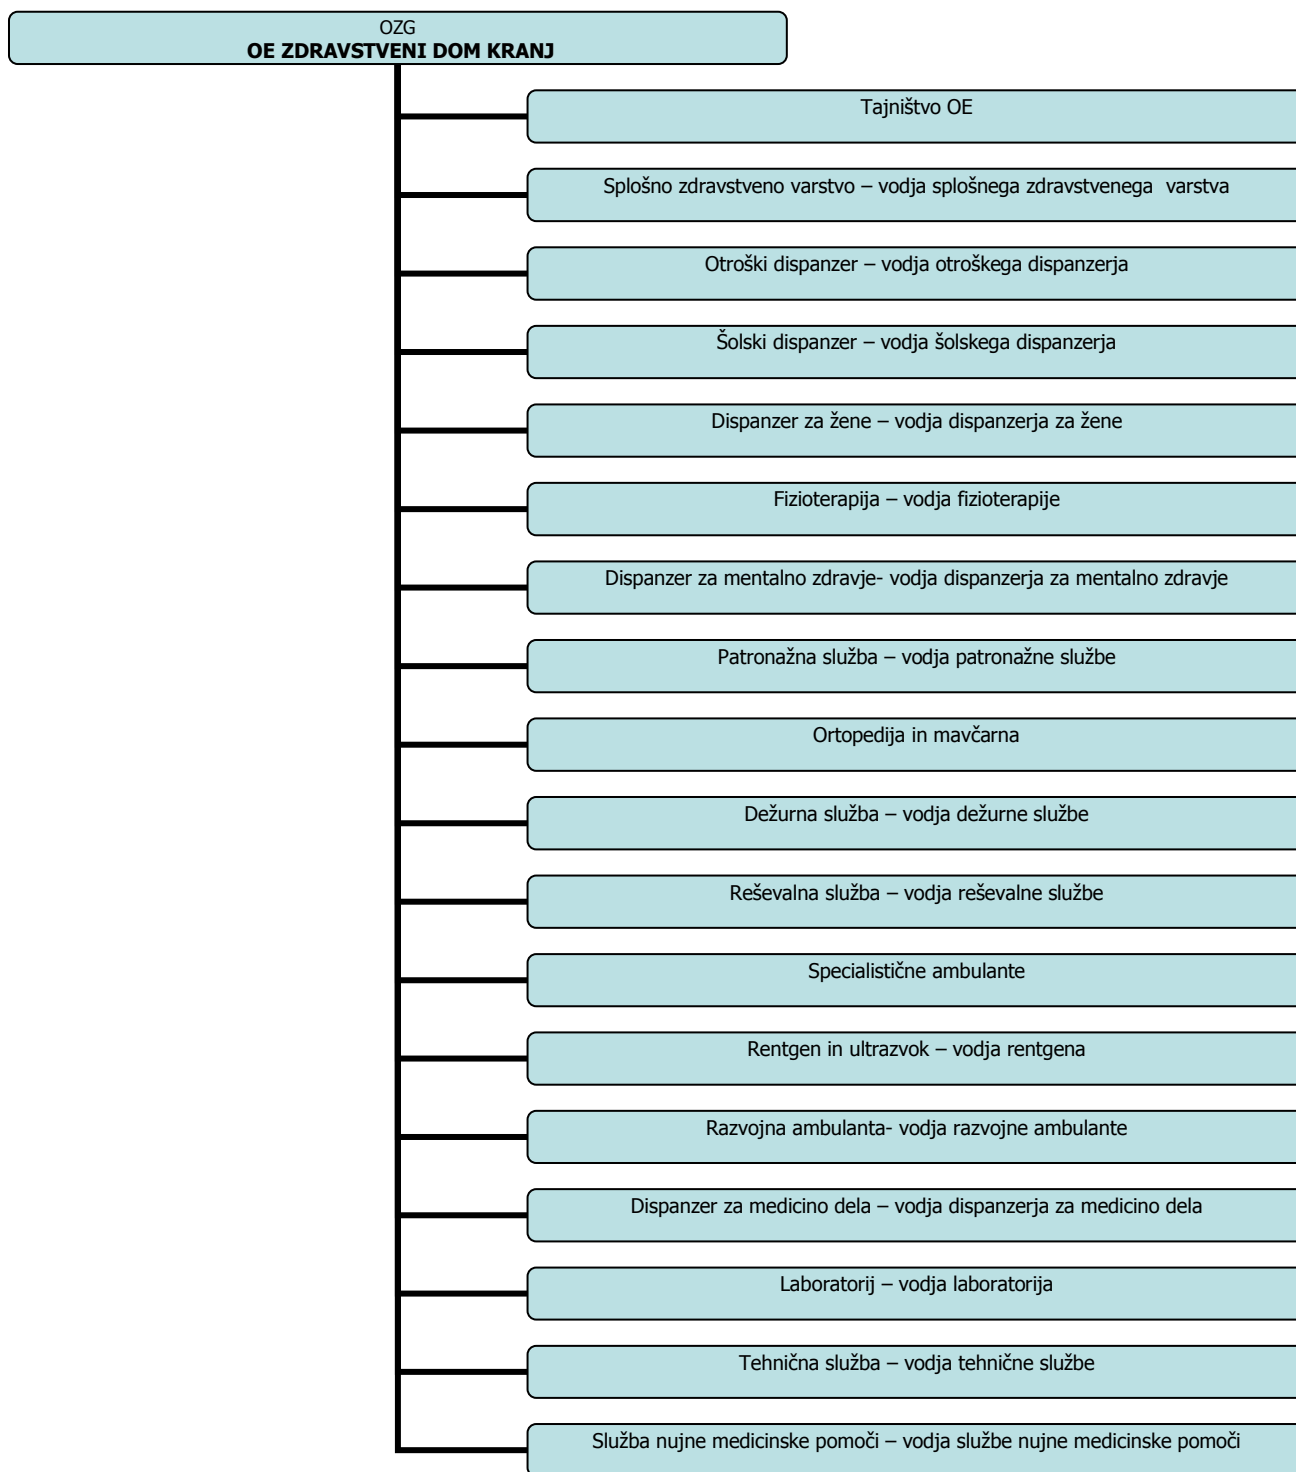 OZG
OE ZDRAVSTVENI DOM KRANJ
Tajništvo OE
Splošno zdravstveno varstvo – vodja splošnega zdravstvenega  varstva
Otroški dispanzer – vodja otroškega dispanzerja
Šolski dispanzer – vodja šolskega dispanzerja
Dispanzer za žene – vodja dispanzerja za žene
Fizioterapija – vodja fizioterapije
Dispanzer za mentalno zdravje- vodja dispanzerja za mentalno zdravje
Patronažna služba – vodja patronažne službe
Ortopedija in mavčarna
Dežurna služba – vodja dežurne službe
Reševalna služba – vodja reševalne službe
Specialistične ambulante
Rentgen in ultrazvok – vodja rentgena
Razvojna ambulanta- vodja razvojne ambulante
Dispanzer za medicino dela – vodja dispanzerja za medicino dela
Laboratorij – vodja laboratorija
Tehnična služba – vodja tehnične službe
Služba nujne medicinske pomoči – vodja službe nujne medicinske pomoči